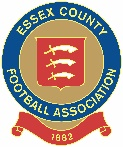 ESSEX COUNTY
FOOTBALL ASSOCIATION
1882